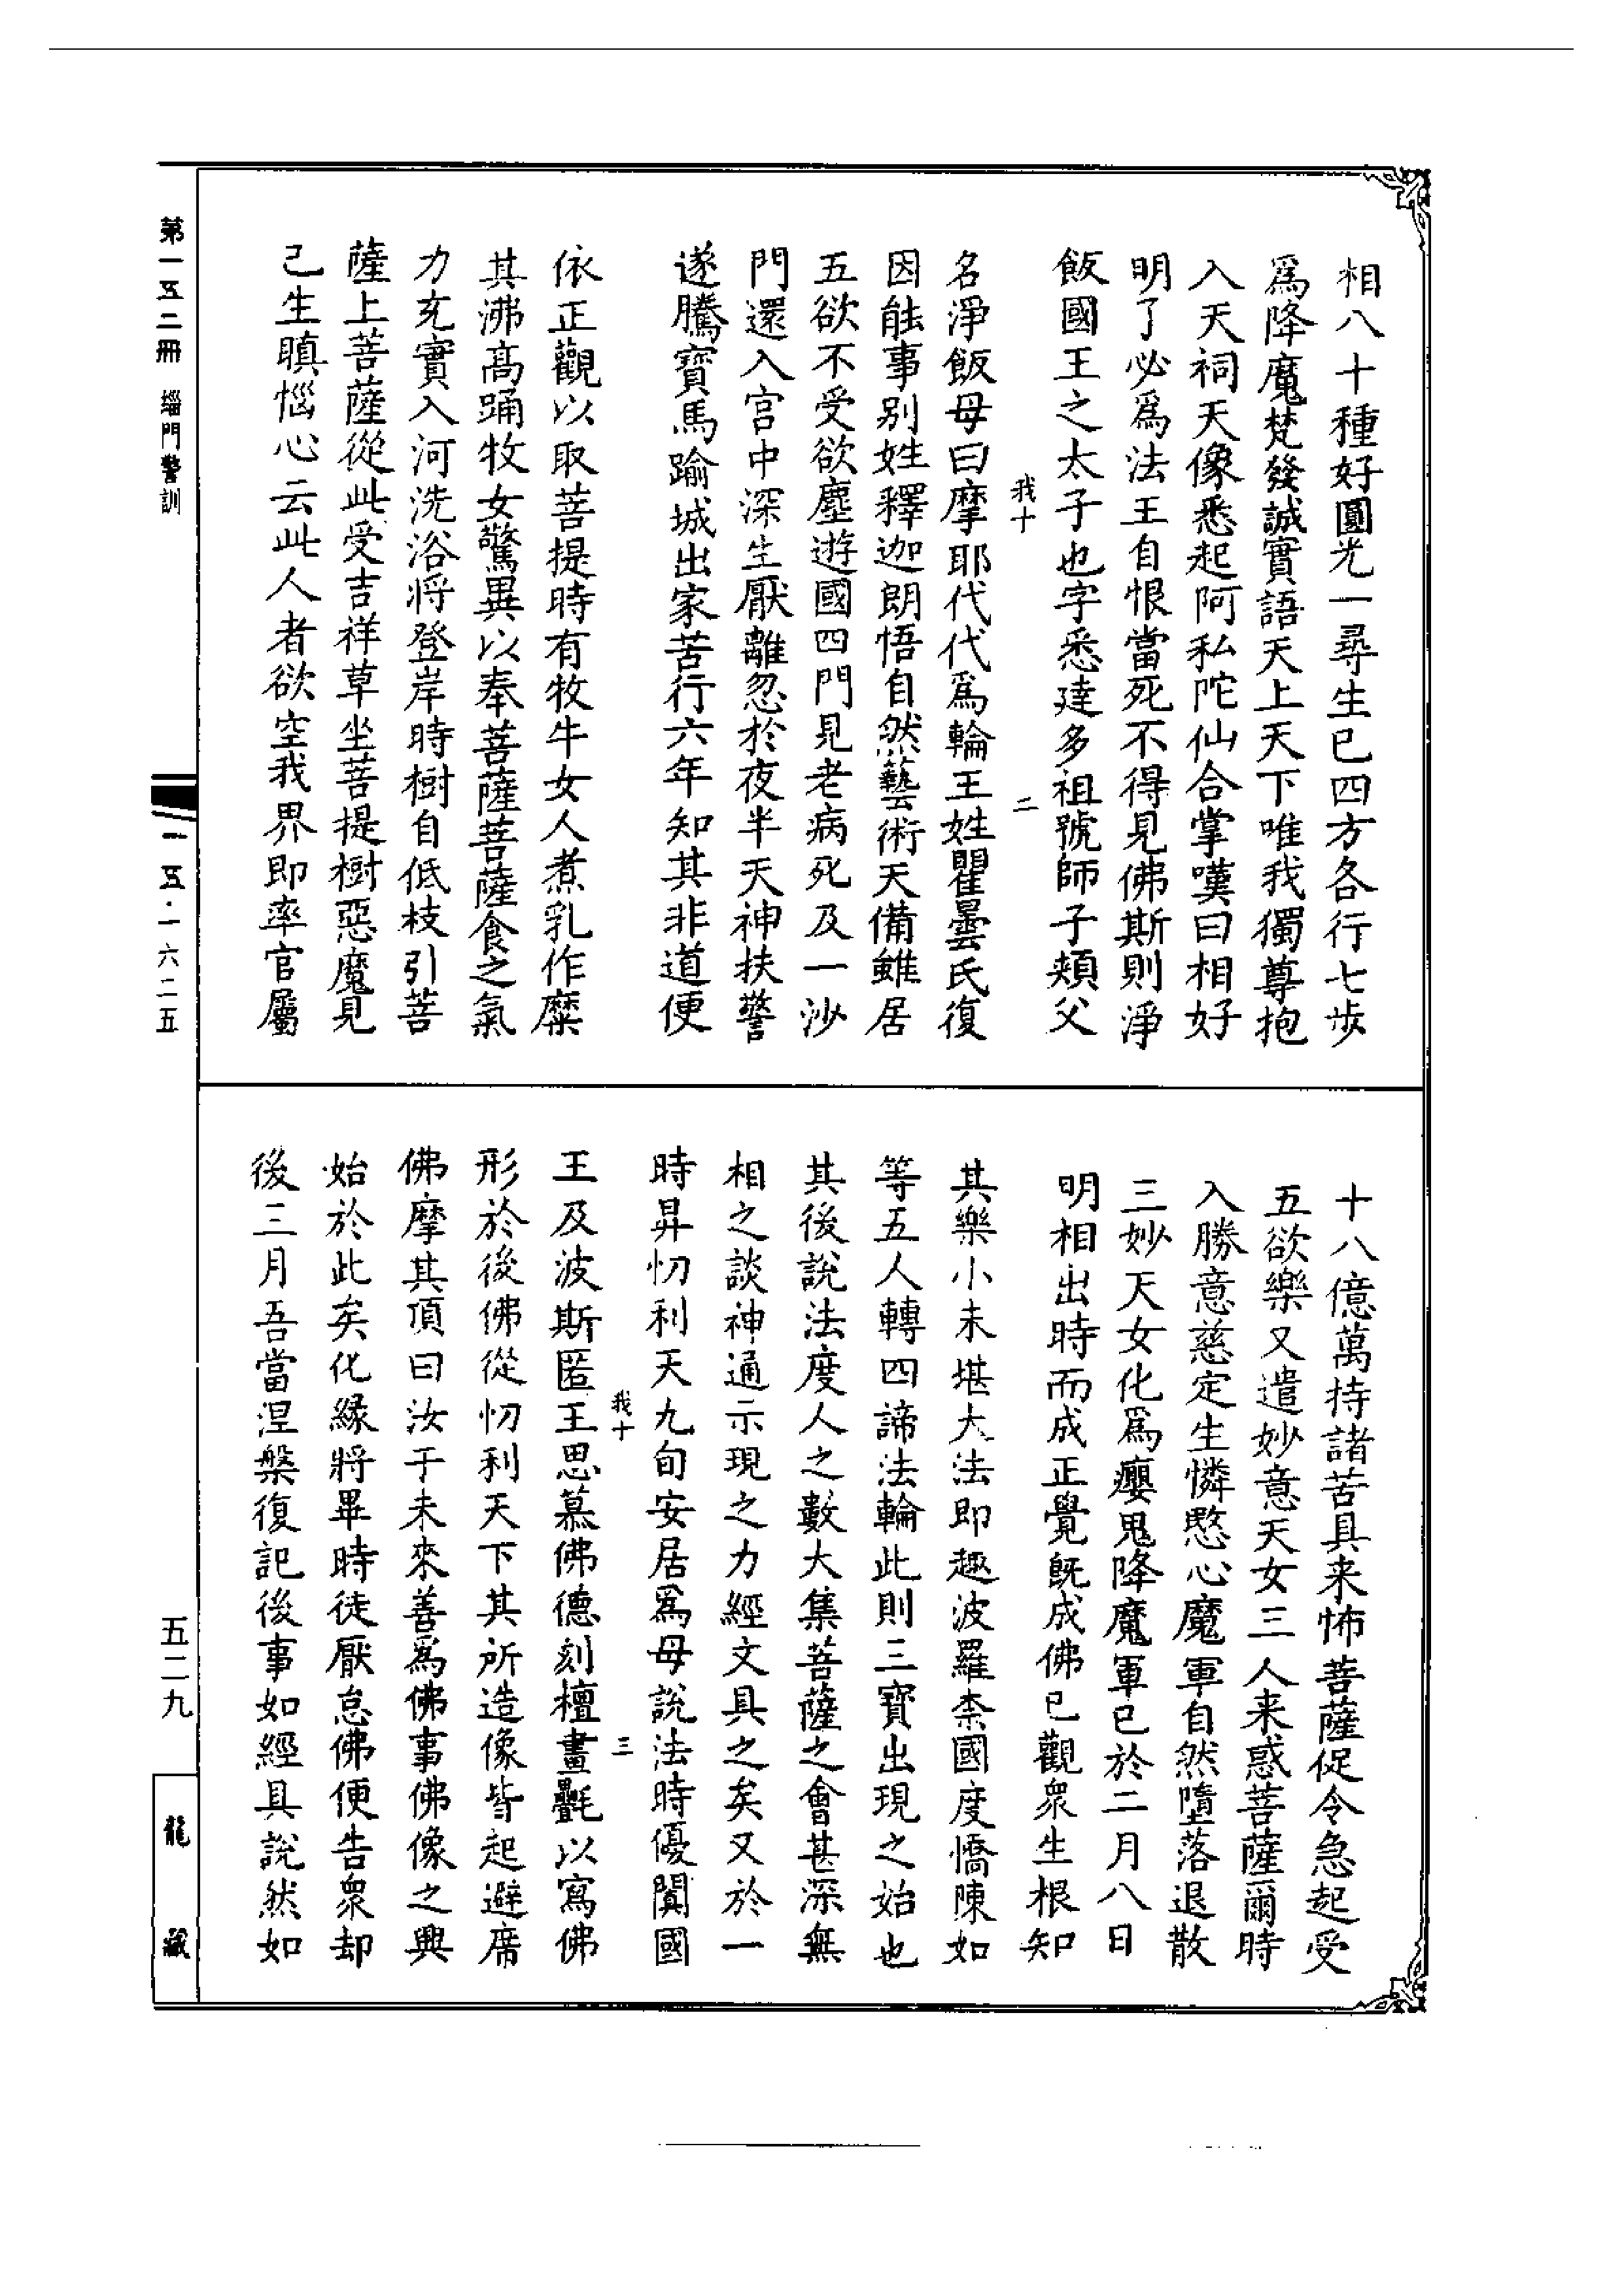 相八十種好圓光一尋生已四方各行七步
爲降魔梵發誠實語天上天下唯我獨尊抱
入天祠天像悉起阿私陀仙合掌嘆曰相好
明了必爲法王自恨當死不得見佛斯則淨
飯國王之太子也字悉達多祖號師子頰父
我十 二
名淨飯母曰摩耶代代爲輪王姓瞿曇氏復
因能事别姓釋迦朗悟自然藝術天備雖居
五欲不受欲塵遊國四門見老病死及一沙
門還入宮中深生厭離忽於夜半天神扶警
遂騰寶馬踰城出家苦行六年知其非道便
依正觀以取菩提時有牧牛女人煮乳作糜
其沸高踊牧女驚異以奉菩薩菩薩食之氣
力充實入河洗浴將登岸時樹自低枝引菩
薩上菩薩從此受吉祥草坐菩提樹惡魔見
己生瞋惱心云此人者欲空我界即率官屬
十八億萬持諸苦具来怖菩薩促令急起受
五欲樂又遣妙意天女三人来惑菩薩爾時
入勝意慈定生憐愍心魔軍自然墮落退散
三妙天女化爲癭鬼降魔軍已於二月八日
明相出時而成正覺既成佛已觀衆生根知
其樂小未堪大法即趣波羅柰國度憍陳如
等五人轉四諦法輪此則三寶出現之始也
其後說法度人之數大集菩薩之會甚深無
相之談神通示現之力經文具之矣又於一
時昇忉利天九旬安居爲母說法時優闐國
我十 三
王及波斯匿王思慕佛德刻檀畫氎以寫佛
形於後佛從忉利天下其所造像皆起避席
佛摩其頂曰汝于未來善爲佛事佛像之興
始於此矣化緣將畢時徒厭怠佛便告衆却
後三月吾當涅槃復記後事如經具說然如
第一五二冊 緇門警訓
一五·一六二五
五二九
龍藏